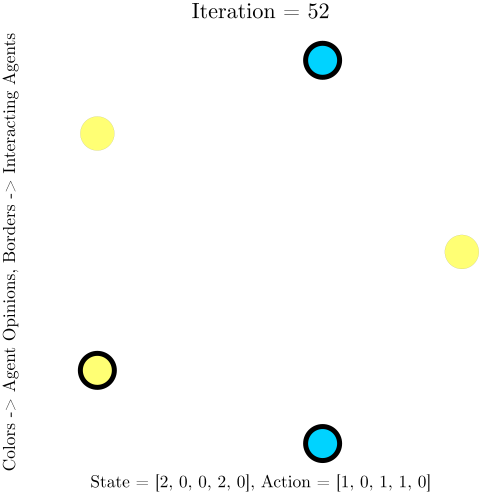 Iteration = 52
Colors -> Agent Opinions, Borders -> Interacting Agents
State = [2, 0, 0, 2, 0], Action = [1, 0, 1, 1, 0]